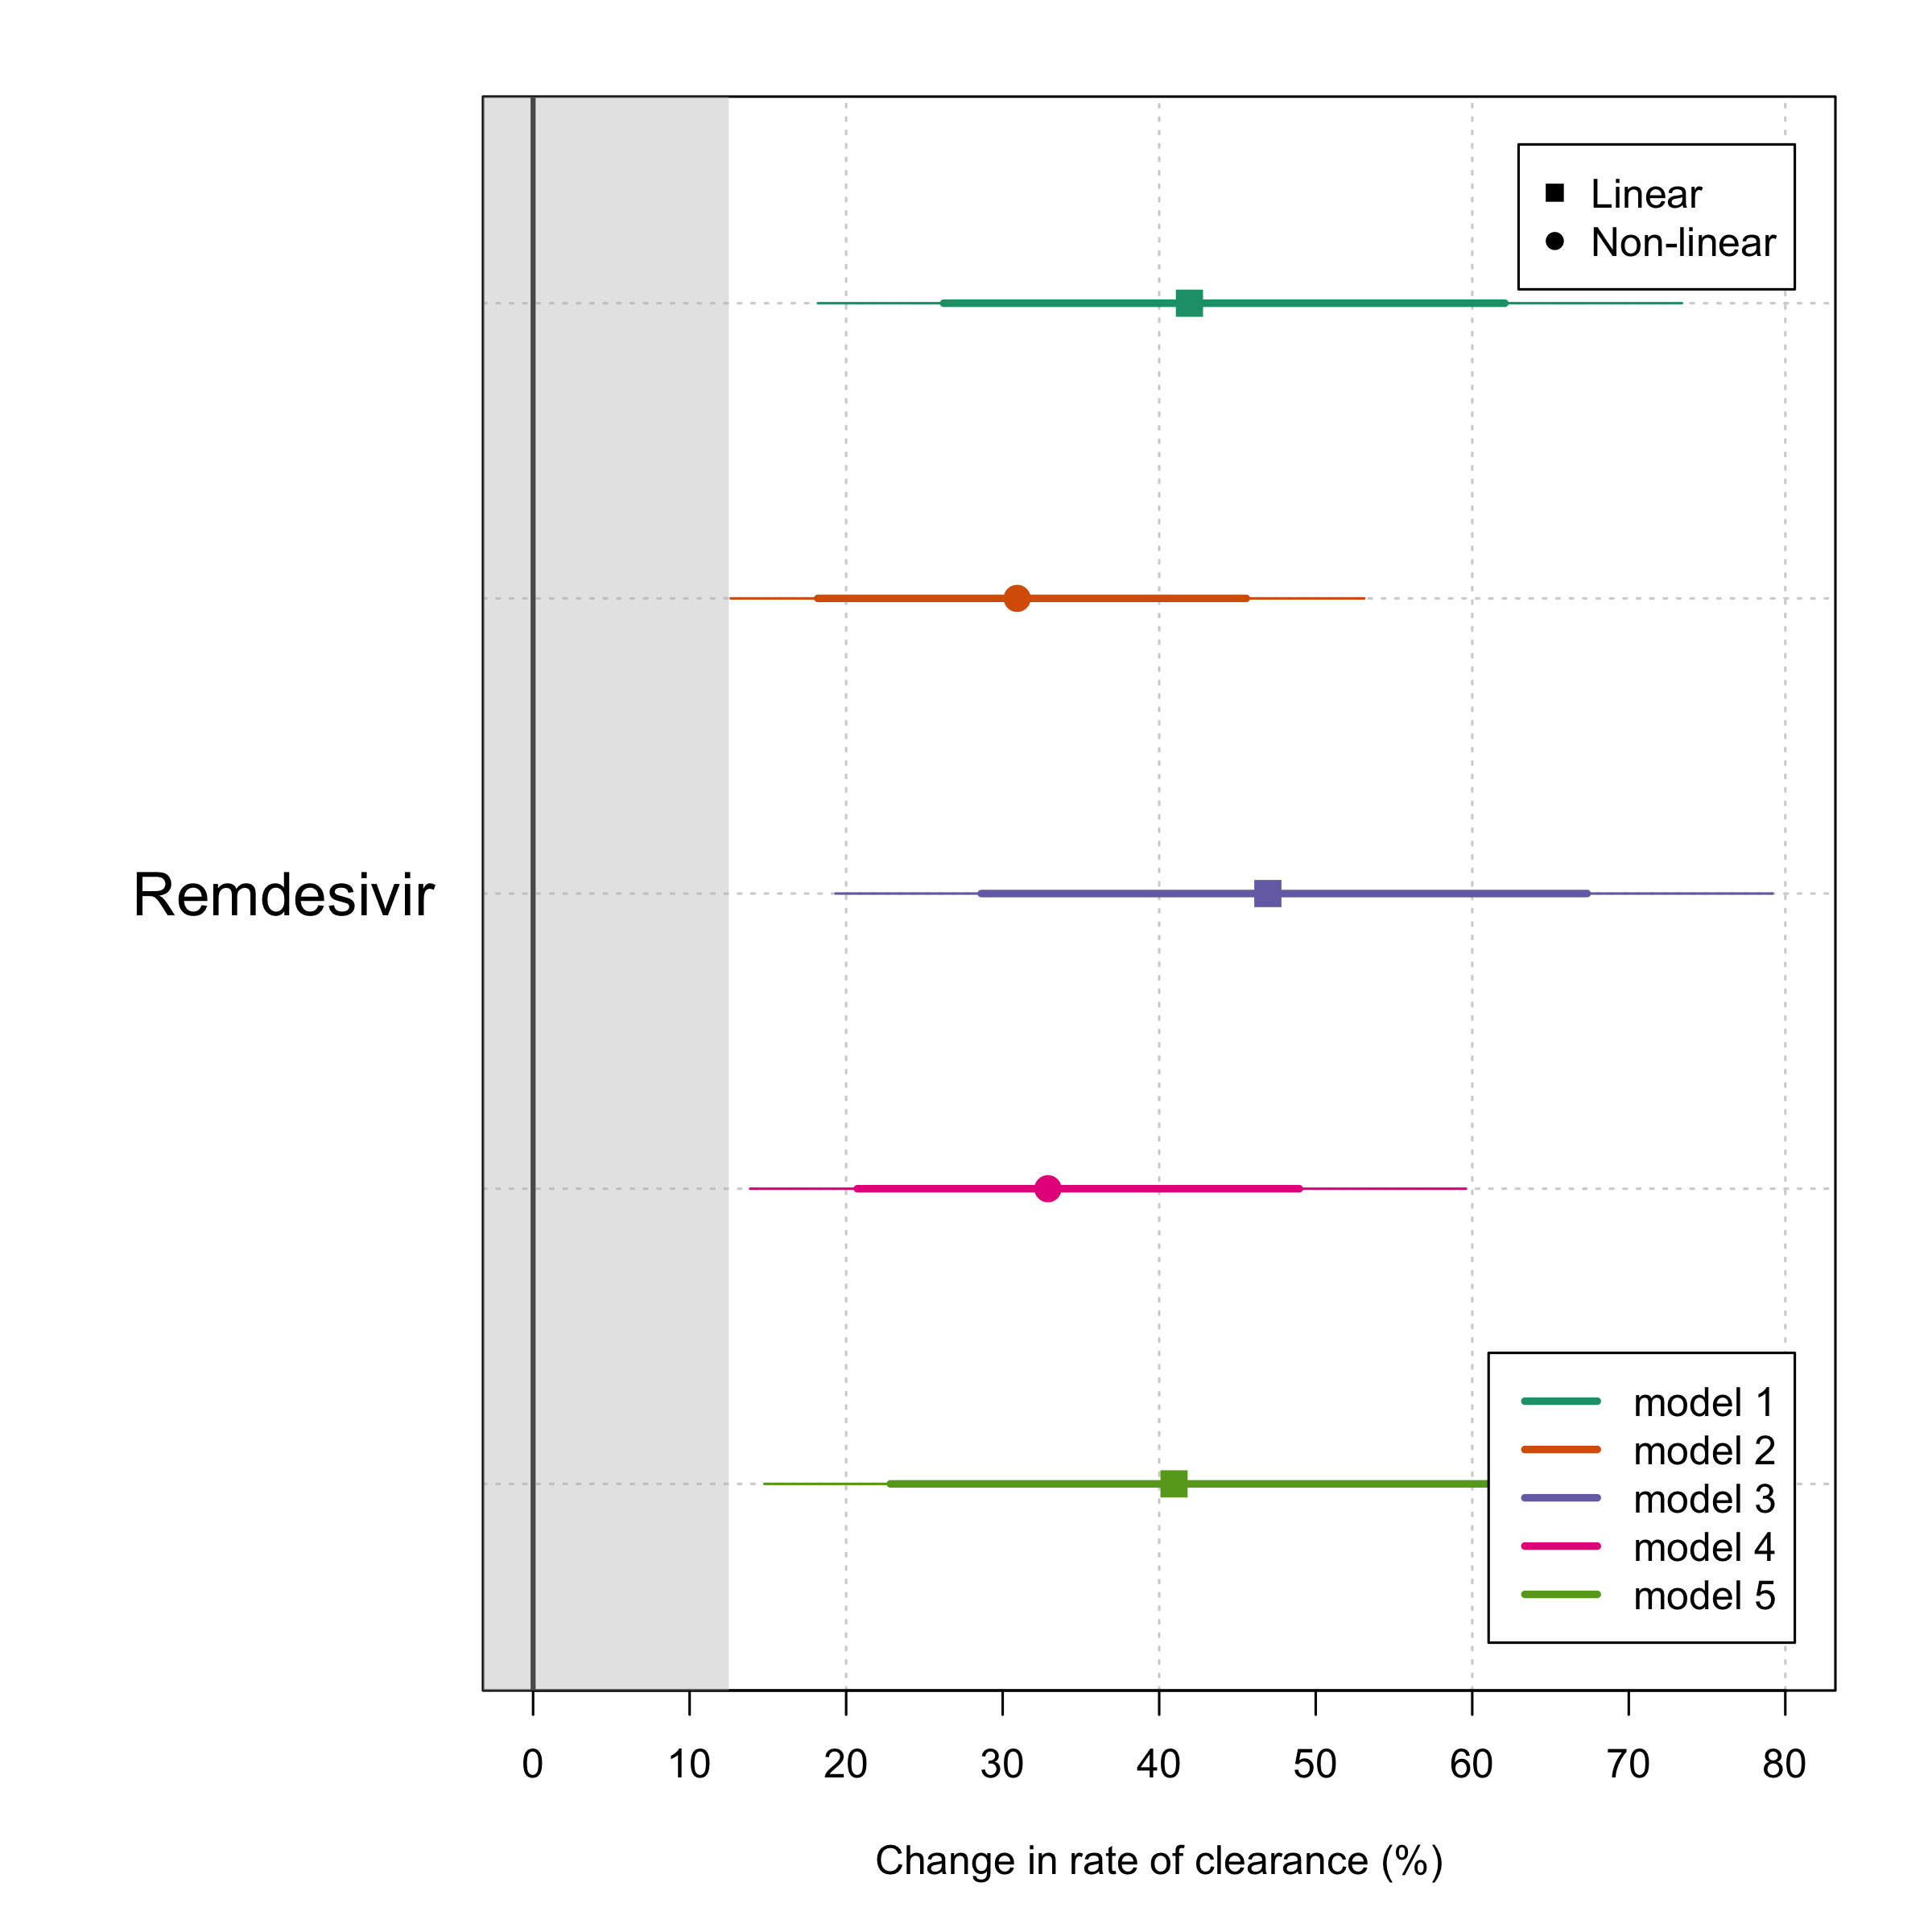 Linear
Non-linear
Remdesivir
model 1
model 2
model 3
model 4
model 5
0 10 20 30 40 50 60 70 80
Change in rate of clearance (%)